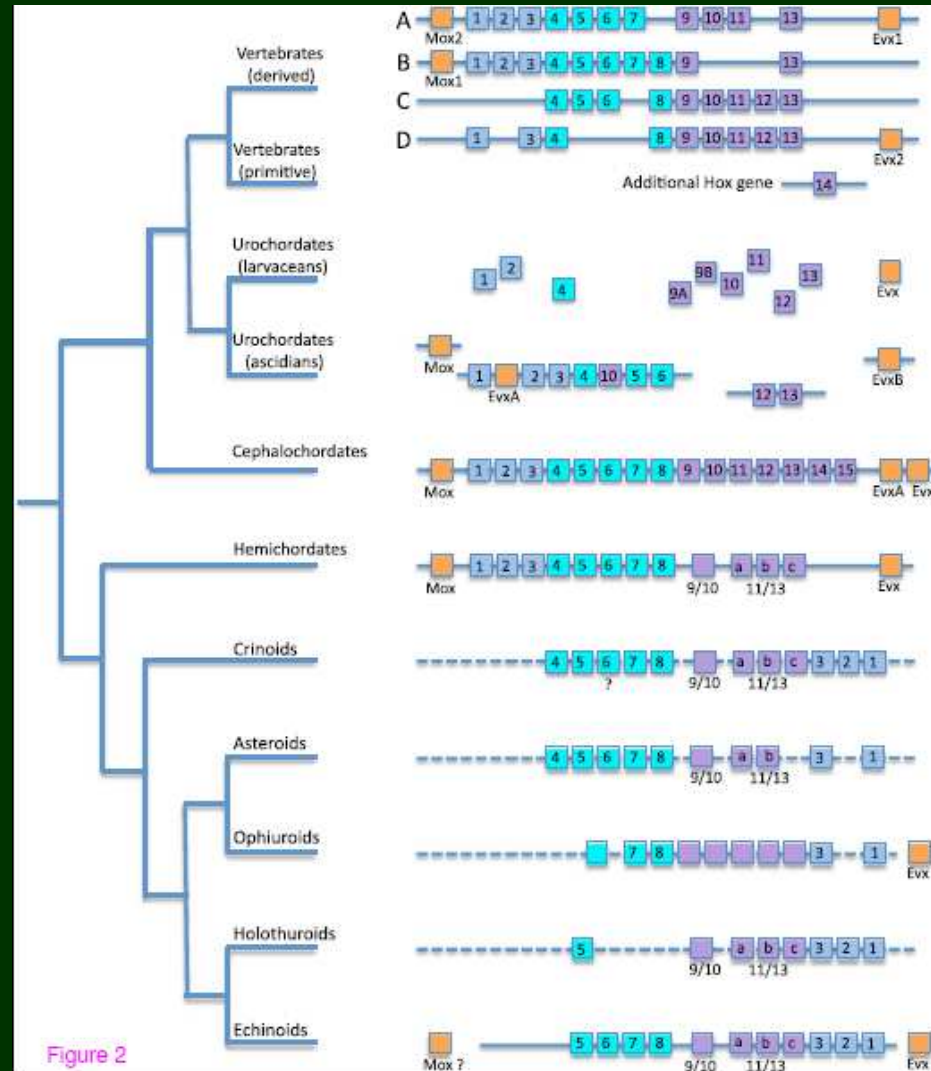 A 1 2 3 4 5 6 7 9 10 11 13
Mox2 Evx1
Vertebrates
(derived)
B 1 2 3 4 5 6 7 8 9 13
Mox1
C 4 5 6 8 9 10 11 12 13
D 1 3 4 8 9 10 11 12 13
Evx2
Vertebrates
(primitive)
Additional Hox gene 14
Urochordates
(larvaceans)
1 2 4 9A 9B 10 11 12 13
Evx
Urochordates
(ascidians)
Mox
EvxB
1 2 3 4 10 5 6
EvxA
12 13
Cephalochordates
1 2 3 4 5 6 7 8 9 10 11 12 13 14 15
Mox EvxA Evx
Hemichordates
1 2 3 4 5 6 7 8 a b c
Mox 9/10 11/13 Evx
Crinoids
4 5 6 7 8 a b c 3 2 1
? 9/10 11/13
Asteroids
4 5 6 7 8 a b 3 1
9/10 11/13
Ophiuroids
7 8 3 1
Evx
Holothuroids
5 a b c 3 2 1
9/10 11/13
Echinoids
5 6 7 8 a b c 3 2 1
Mox ? 9/10 11/13 Evx
Figure 2